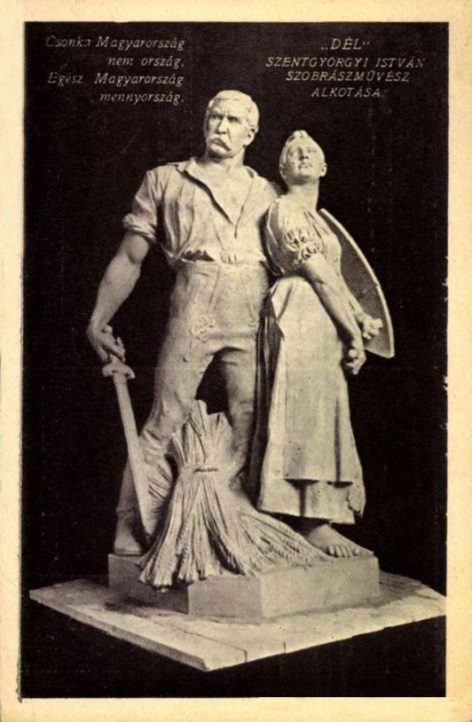 Csonka Magyarország
nem ország.
Egész Magyarország
mennyország.
„DÉL“
SZENTGYÖRGYI ISTVÁN
SZOBRÁSZMŰVÉSZ
ALKOTÁSA.